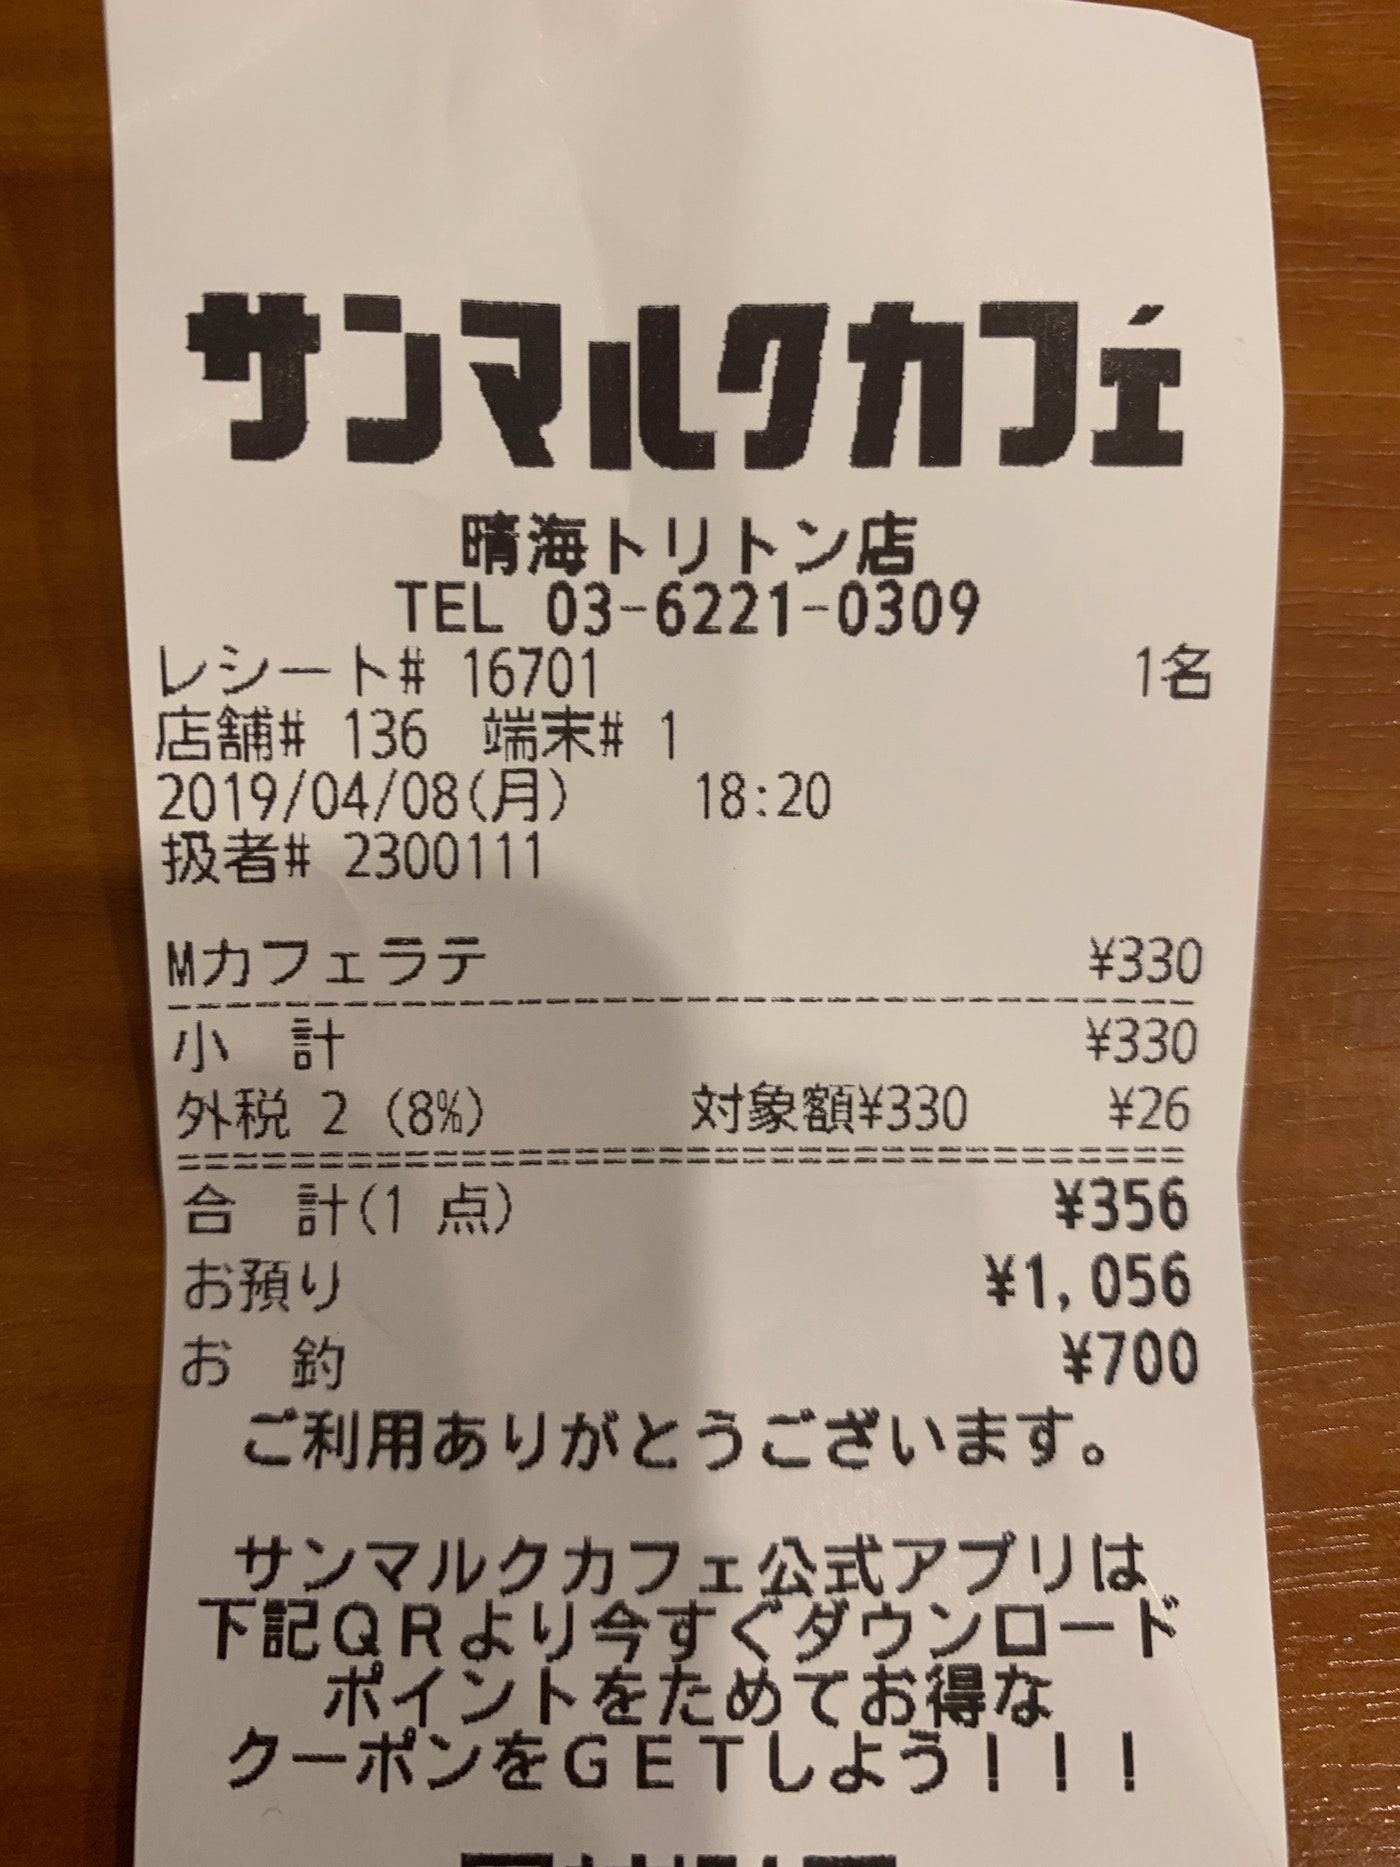 サンマルクカフェ
晴海トリトン店
TEL 03-6221-0309
レシート# 16701 1名
店舗# 136 端末# 1
2019/04/08(月) 18:20
扱者# 2300111
Mカフェラテ ¥330
小 計 ¥330
外税 2 (8%) 対象額¥330 ¥26
合 計(1 点) ¥356
お預り ¥1,056
お 釣 ¥700
ご利用ありがとうございます。
サンマルクカフェ公式アプリは
下記QRより今すぐダウンロード
ポイントをためてお得な
クーポンをGETしよう!!!